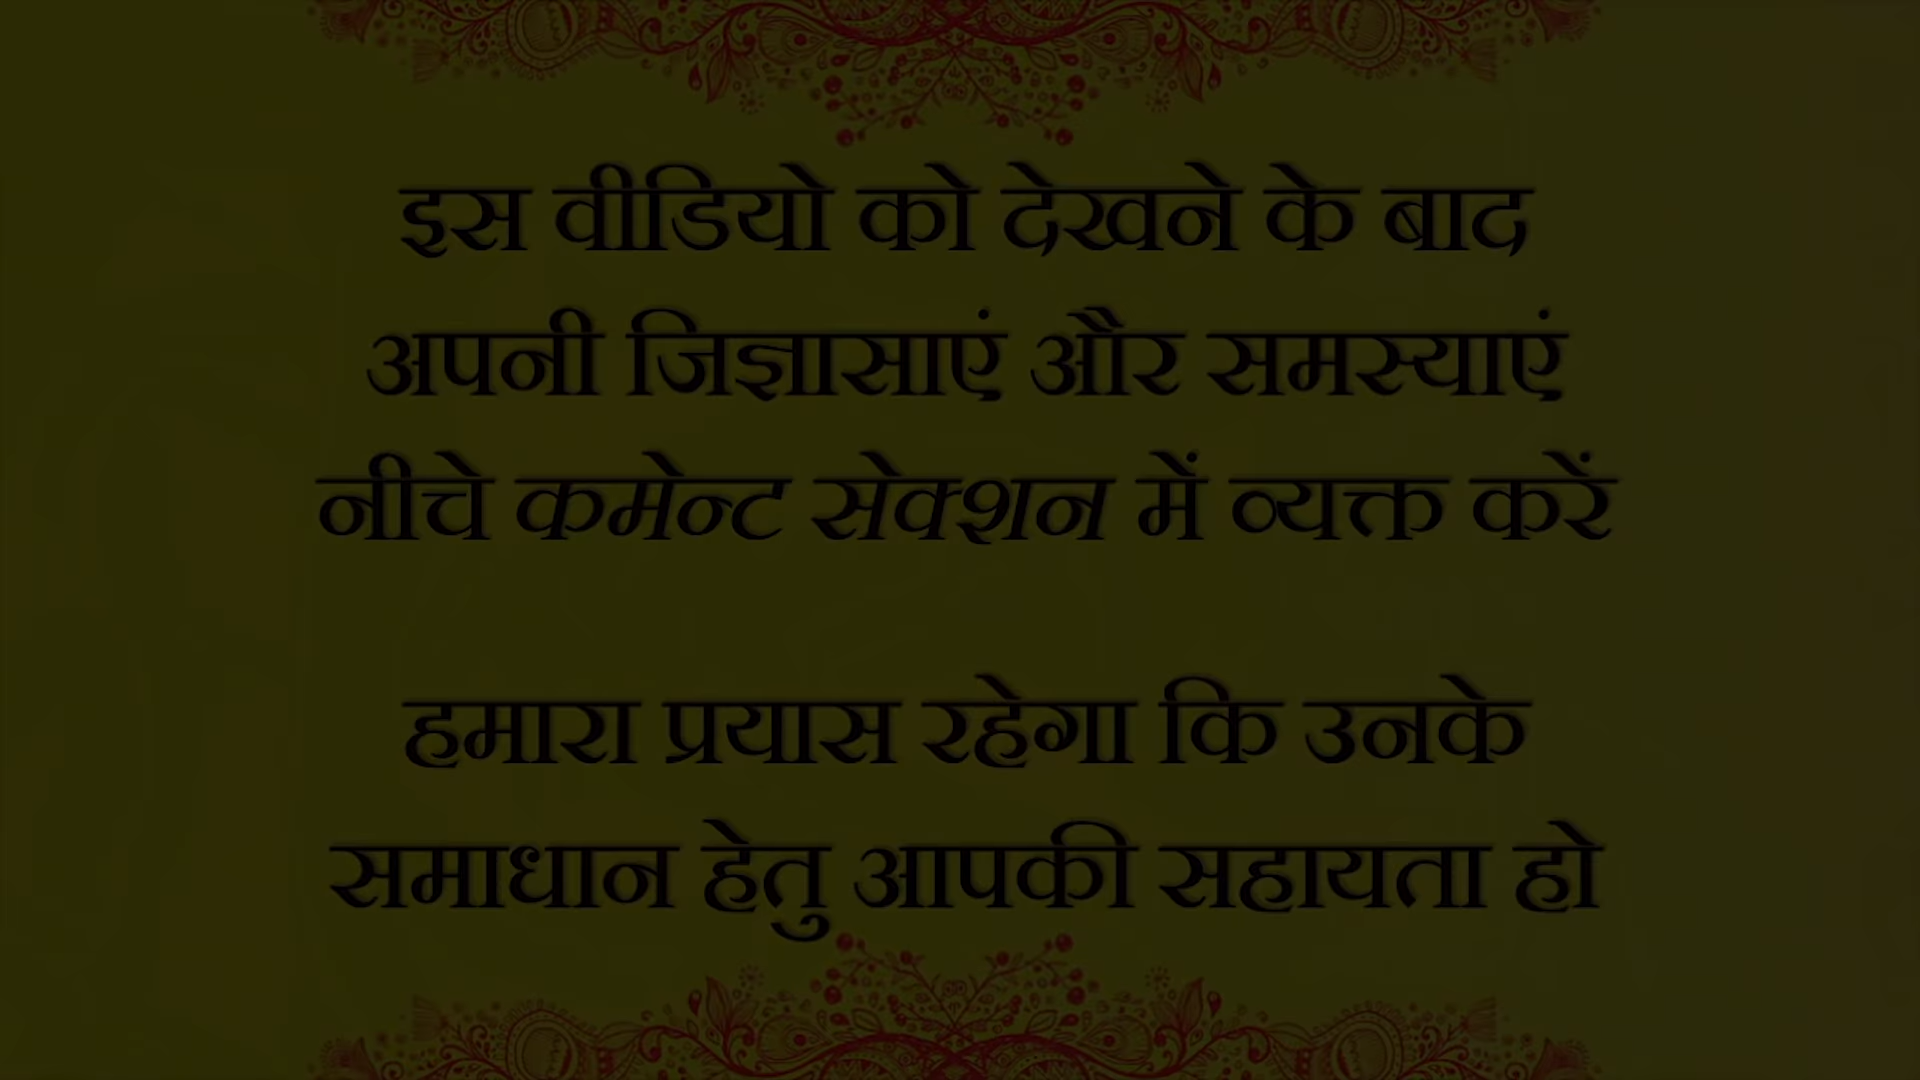 इस वीडियो को देखने के बाद
अपनी जिज्ञासाएं और समस्याएं
नीचे कमेन्ट सेक्शन में व्यक्त करें
हमारा प्रयास रहेगा कि उनके
समाधान हेतु आपकी सहायता हो